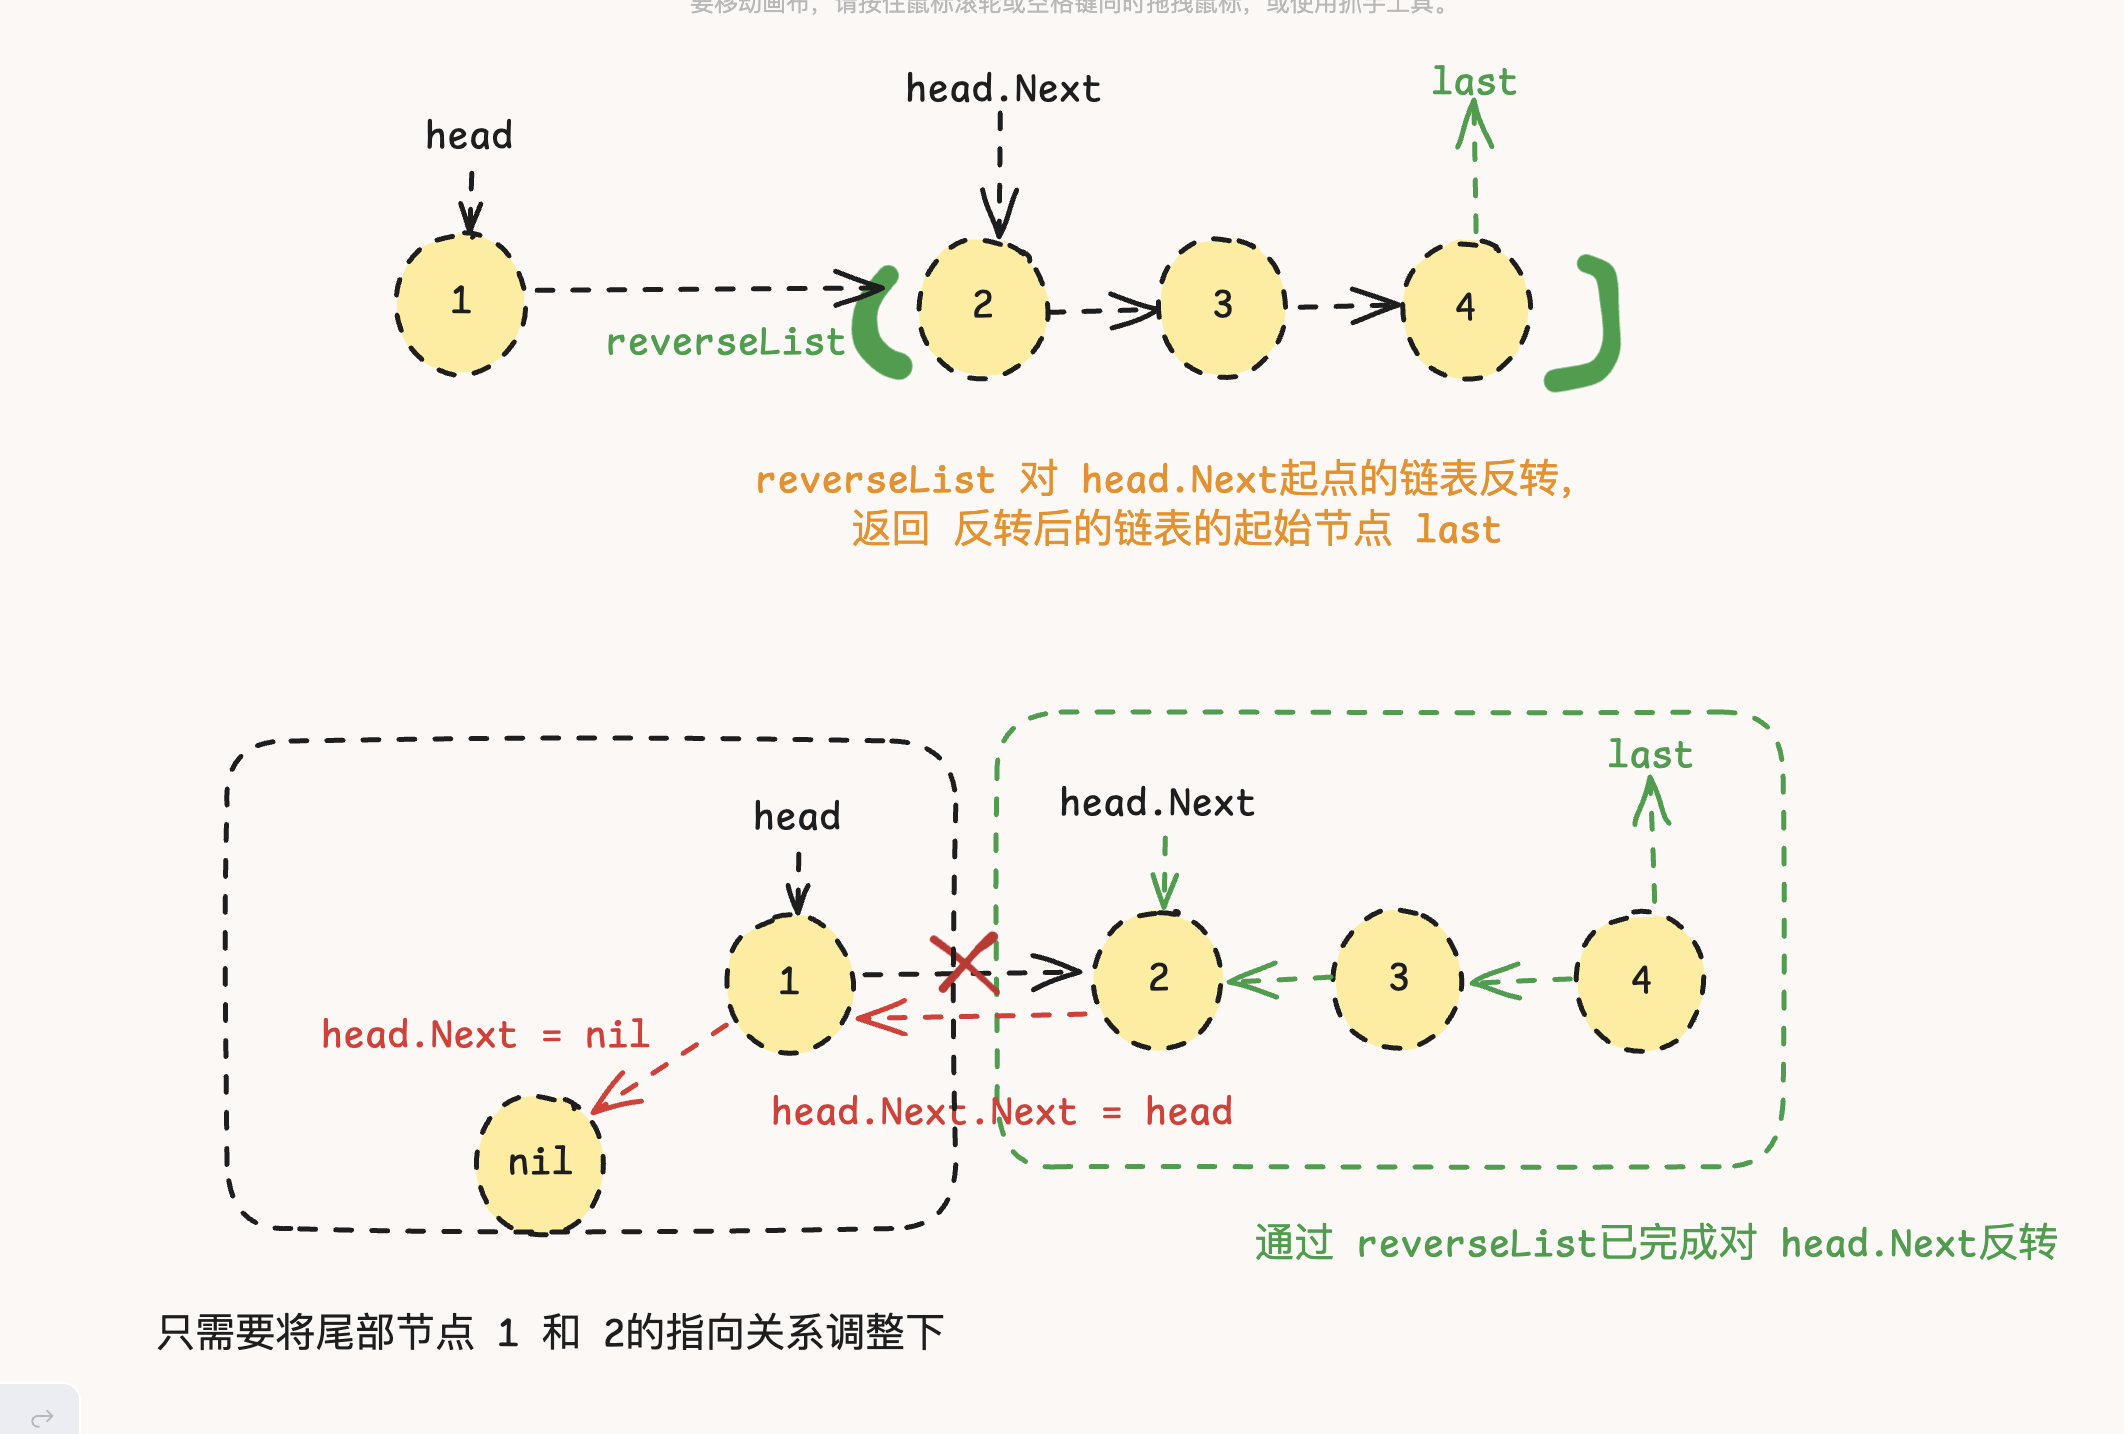 要移动画布，请按住鼠标滚轮或空格键同时拖拽鼠标，或使用抓手工具。
head
head.Next
last
1
2
3
4
reverseList
reverseList 对 head.Next起点的链表反转,
返回 反转后的链表的起始节点 last
last
head
head.Next
1
2
3
4
head.Next = nil
head.Next.Next = head
nil
通过 reverseList已完成对 head.Next反转
只需要将尾部节点 1 和 2的指向关系调整下